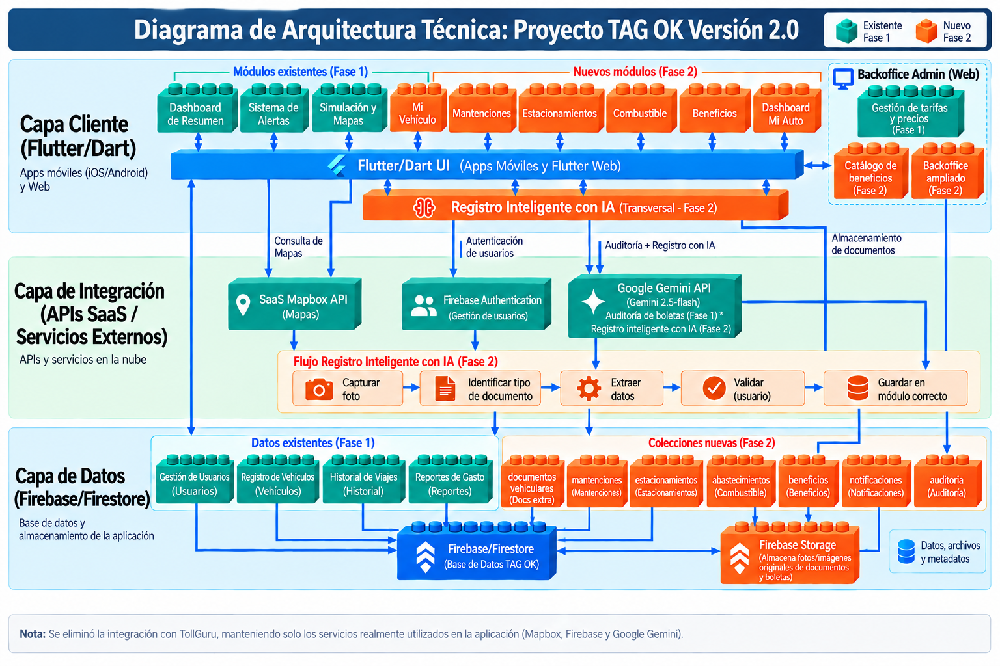 Diagrama de Arquitectura Técnica: Proyecto TAG OK Versión 2.0
Existente
Fase 1
Nuevo
Fase 2
Capa Cliente
(Flutter/Dart)
Apps móviles (iOS/Android)
y Web
Módulos existentes (Fase 1)
Nuevos módulos (Fase 2)
Dashboard
de Resumen
Sistema de
Alertas
Simulación y
Mapas
Mi
Vehículo
Mantenciones
Estacionamientos
Combustible
Beneficios
Dashboard
Mi Auto
Backoffice Admin (Web)
Gestión de tarifas
y precios
(Fase 1)
Catálogo de
beneficios
(Fase 2)
Backoffice
ampliado
(Fase 2)
Flutter/Dart UI (Apps Móviles y Flutter Web)
Registro Inteligente con IA (Transversal - Fase 2)
Consulta de
Mapas
Autenticación
de usuarios
Auditoría + Registro con IA
Almacenamiento
de documentos
Capa de Integración
(APIs SaaS /
Servicios Externos)
APIs y servicios en la nube
SaaS Mapbox API
(Mapas)
Firebase Authentication
(Gestión de usuarios)
Google Gemini API
(Gemini 2.5-flash)
Auditoría de boletas (Fase 1) *
Registro inteligente con IA (Fase 2)
Flujo Registro Inteligente con IA (Fase 2)
Capturar
foto
Identificar tipo
de documento
Extraer
datos
Validar
(usuario)
Guardar en
módulo correcto
Capa de Datos
(Firebase/Firestore)
Base de datos y
almacenamiento de la aplicación
Datos existentes (Fase 1)
Gestión de Usuarios
(Usuarios)
Registro de Vehículos
(Vehículos)
Historial de Viajes
(Historial)
Reportes de Gasto
(Reportes)
Colecciones nuevas (Fase 2)
documentos
vehiculares
(Docs extra)
mantenciones
(Mantenciones)
estacionamientos
(Estacionamientos)
abastecimientos
(Combustible)
beneficios
(Beneficios)
notificaciones
(Notificaciones)
auditoria
(Auditoría)
Firebase/Firestore
(Base de Datos TAG OK)
Firebase Storage
(Almacena fotos/imágenes
originales de documentos
y boletas)
Datos, archivos
y metadatos
Nota: Se eliminó la integración con TollGuru, manteniendo solo los servicios realmente utilizados en la aplicación (Mapbox, Firebase y Google Gemini).